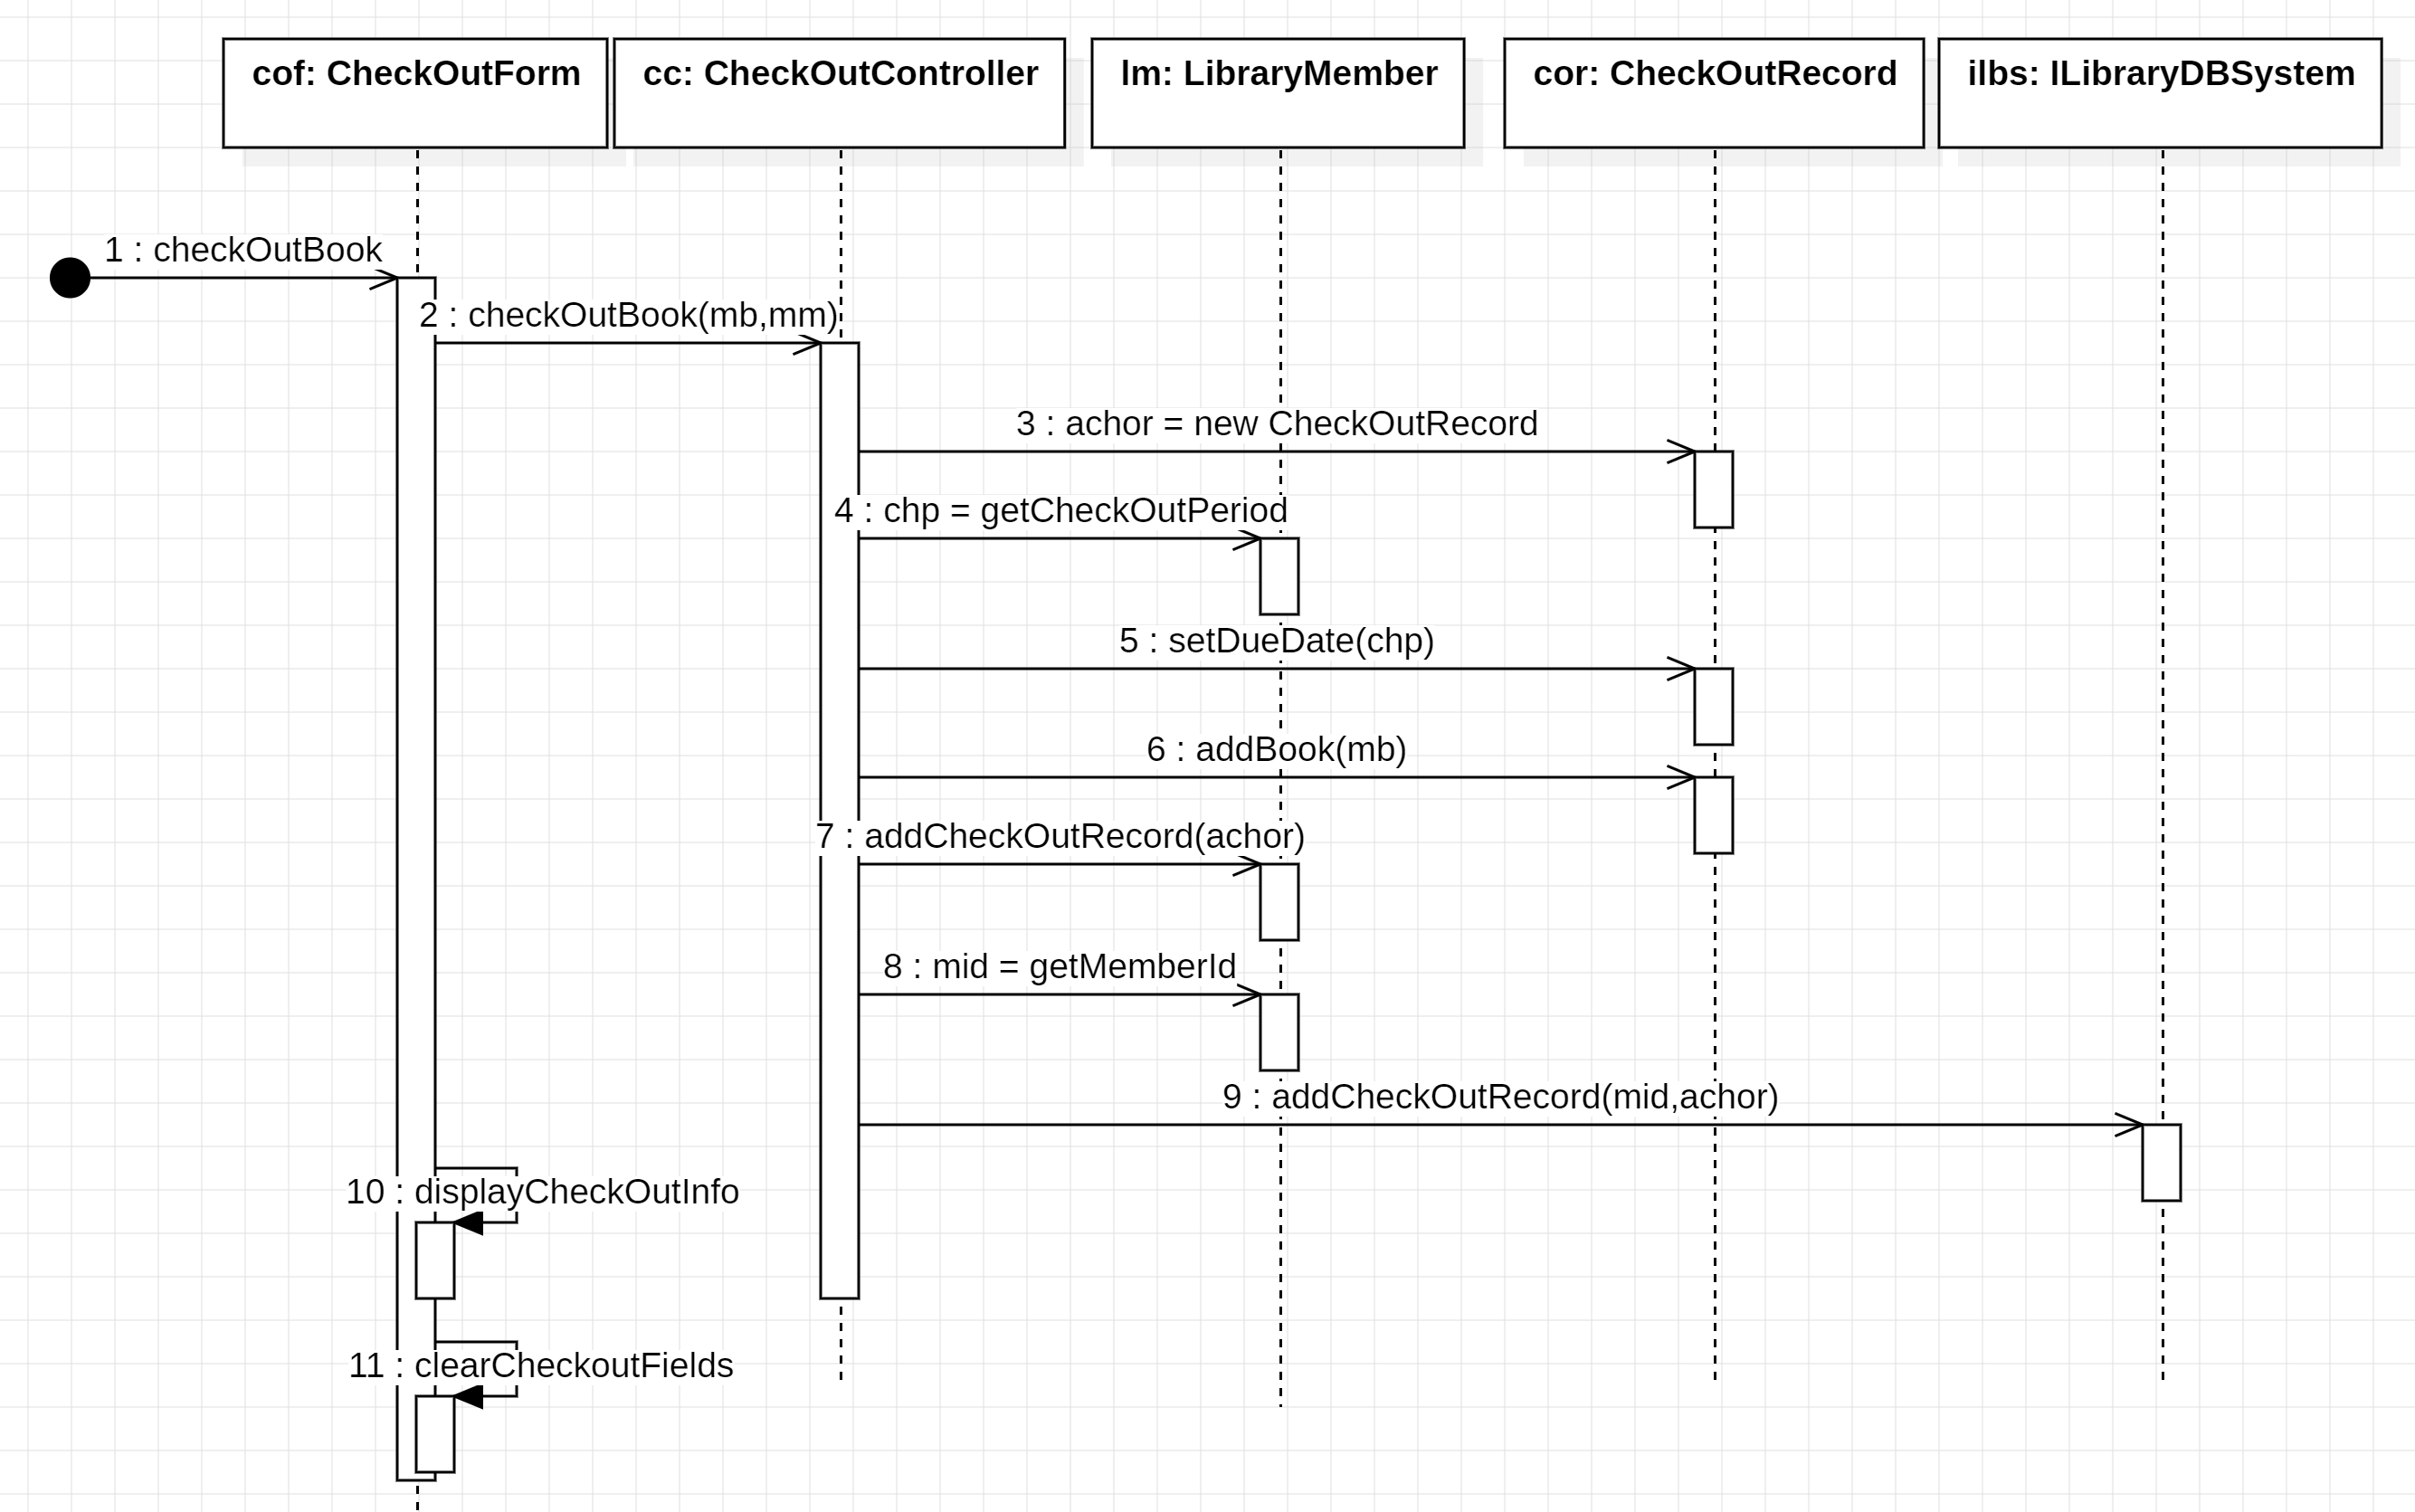 cof: CheckOutForm
cc: CheckOutController
lm: LibraryMember
cor: CheckOutRecord
ilbs: ILibraryDBSystem
1 : checkOutBook
2 : checkOutBook(mb,mm)
3 : achor = new CheckOutRecord
4 : chp = getCheckOutPeriod
5 : setDueDate(chp)
6 : addBook(mb)
7 : addCheckOutRecord(achor)
8 : mid = getMemberId
9 : addCheckOutRecord(mid,achor)
10 : displayCheckOutInfo
11 : clearCheckoutFields